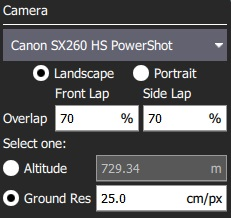 Camera
Canon SX260 HS PowerShot
Landscape Portrait
Front Lap Side Lap
Overlap 70 % 70 %
Select one:
Altitude 729.34 m
Ground Res 25.0 cm/px